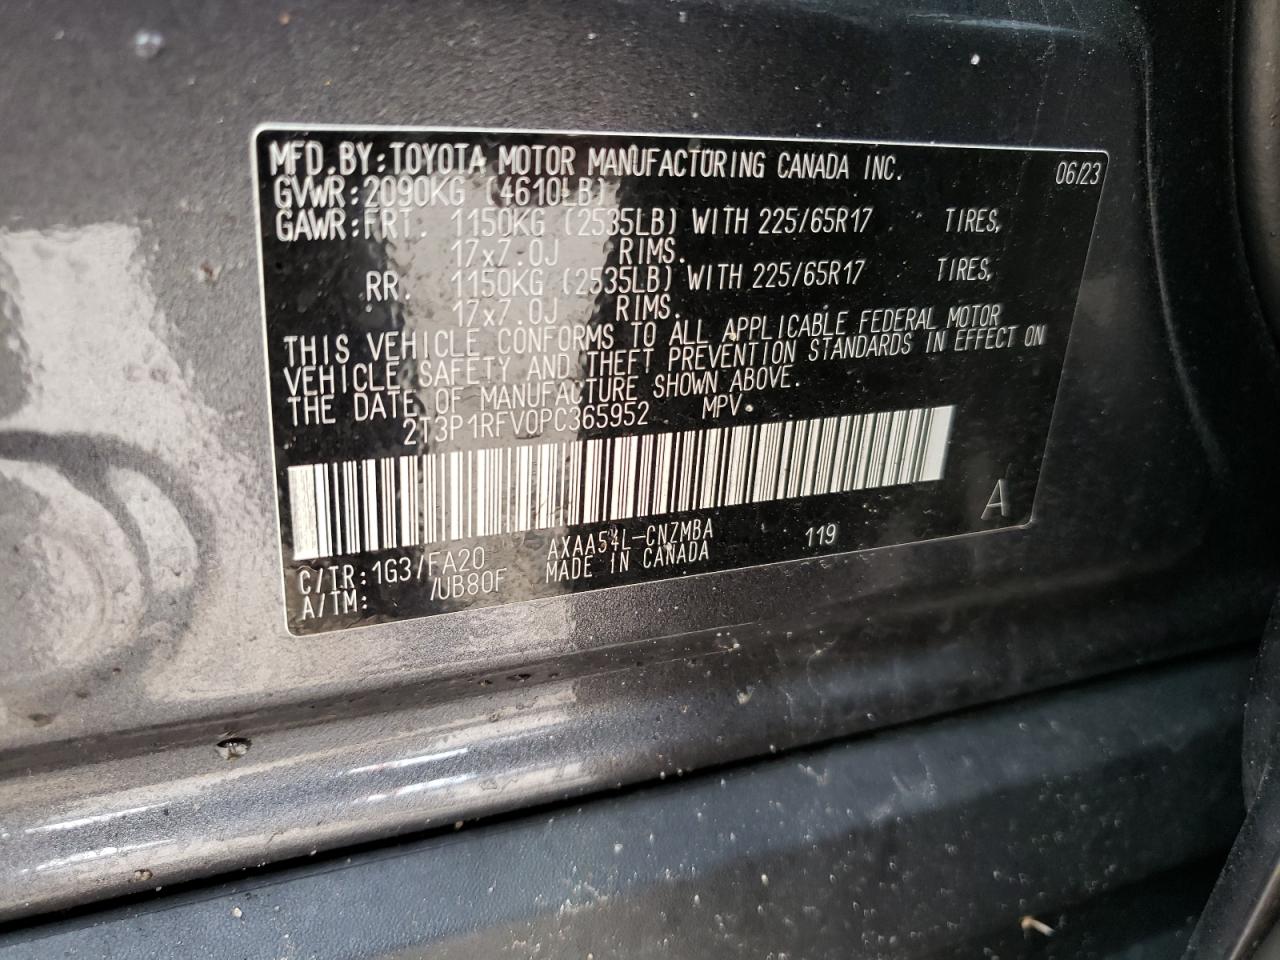 MFD.BY:TOYOTA MOTOR MANUFACTURING CANADA INC. 06/23
GVWR:2090KG (4610LB)
GAWR:FRT. 1150KG (2535LB) WITH 225/65R17 TIRES,
17x7.0J RIMS.
RR. 1150KG (2535LB) WITH 225/65R17 TIRES,
17x7.0J RIMS.
THIS VEHICLE CONFORMS TO ALL APPLICABLE FEDERAL MOTOR
VEHICLE SAFETY AND THEFT PREVENTION STANDARDS IN EFFECT ON
THE DATE OF MANUFACTURE SHOWN ABOVE.
2T3P1RFV0PC365952 MPV
A
C/TR:1G3/FA20 AXAA54L-CNZMBA 119
A/TM: /UB80F MADE IN CANADA